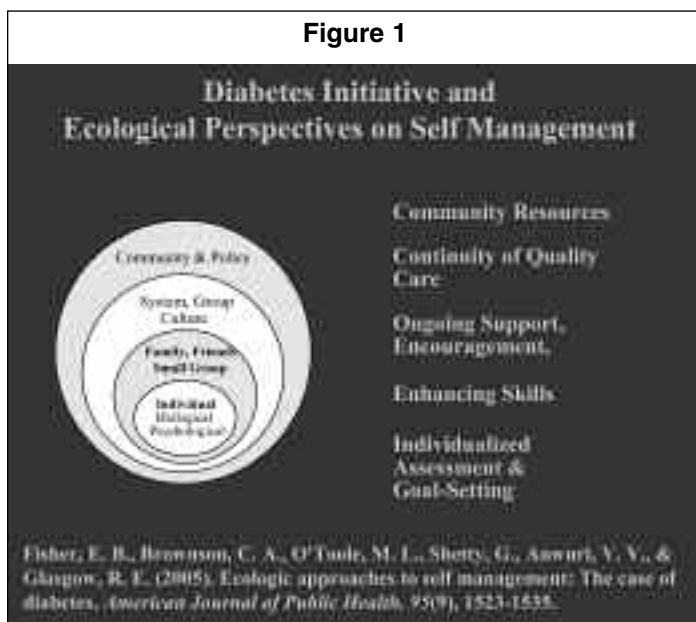 Figure 1
Diabetes Initiative and
Ecological Perspectives on Self Management
Community & Policy
System, Group
Culture
Family, Friends
Small Group
Individual
Biological
Psychological
Community Resources
Continuity of Quality
Care
Ongoing Support,
Encouragement,
Enhancing Skills
Individualized
Assessment &
Goal-Setting
Fisher, E. B., Brownson, C. A., O'Toole, M. L., Shetty, G., Anwuri, V. V., &
Glasgow, R. E. (2005). Ecologic approaches to self management: The case of
diabetes, American Journal of Public Health, 95(9), 1523-1535.